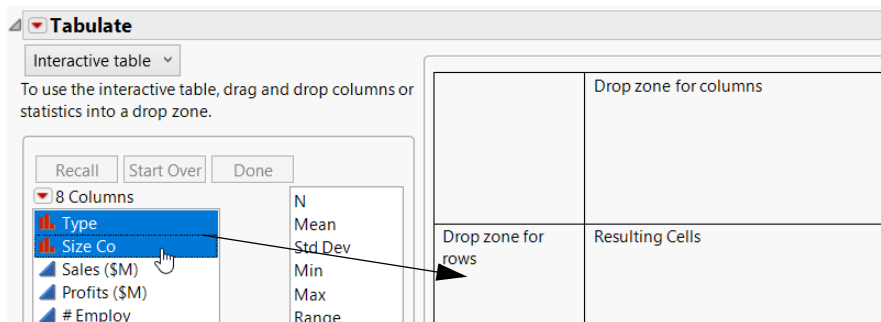 Tabulate
Interactive table
To use the interactive table, drag and drop columns or
statistics into a drop zone.
Recall Start Over Done
8 Columns
Type
Size Co
Sales ($M)
Profits ($M)
# Employ
N
Mean
Std Dev
Min
Max
Range
Drop zone for columns
Drop zone for
rows
Resulting Cells